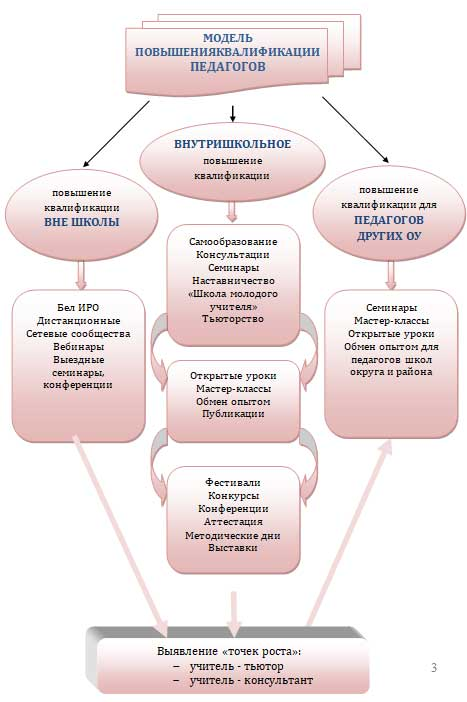 МОДЕЛЬ
ПОВЫШЕНИЯКВАЛИФИКАЦИИ
ПЕДАГОГОВ
повышение
квалификации
ВНЕ ШКОЛЫ
ВНУТРИШКОЛЬНОЕ
повышение
квалификации
повышение
квалификации для
ПЕДАГОГОВ
ДРУГИХ ОУ
Бел ИРО
Дистанционные
Сетевые сообщества
Вебинары
Выездные
семинары,
конференции
Самообразование
Консультации
Семинары
Наставничество
«Школа молодого
учителя»
Тьюторство
Открытые уроки
Мастер-классы
Обмен опытом
Публикации
Фестивали
Конкурсы
Конференции
Аттестация
Методические дни
Выставки
Семинары
Мастер-классы
Открытые уроки
Обмен опытом для
педагогов школ
округа и района
Выявление «точек роста»:
– учитель - тьютор
– учитель - консультант
3